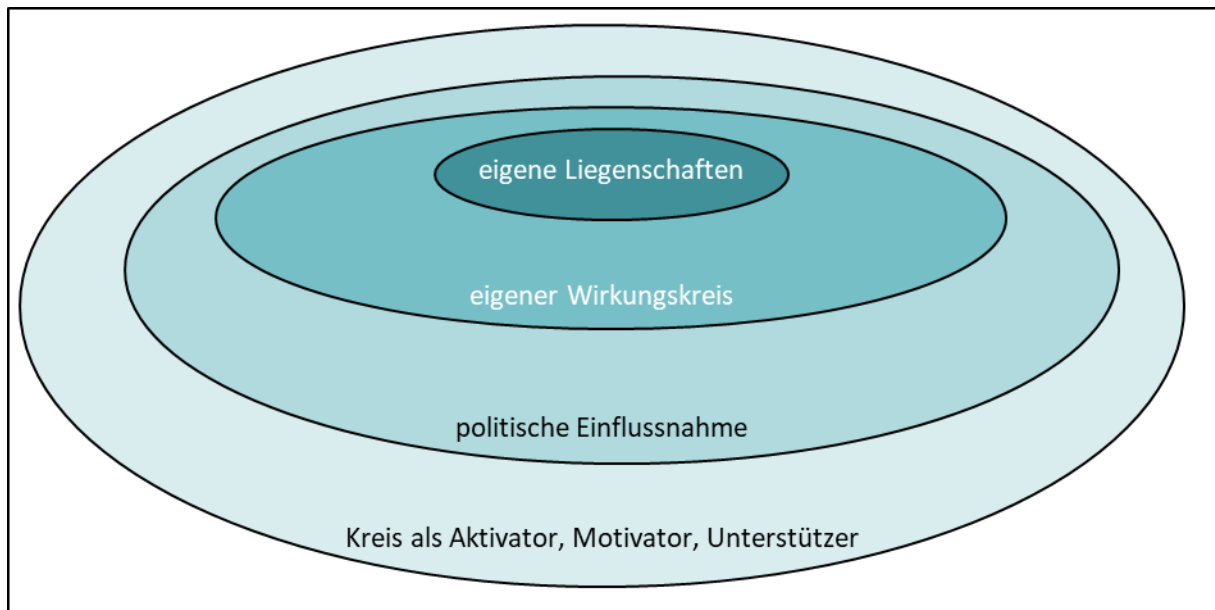 eigene Liegenschaften
eigener Wirkungskreis
politische Einflussnahme
Kreis als Aktivator, Motivator, Unterstützer